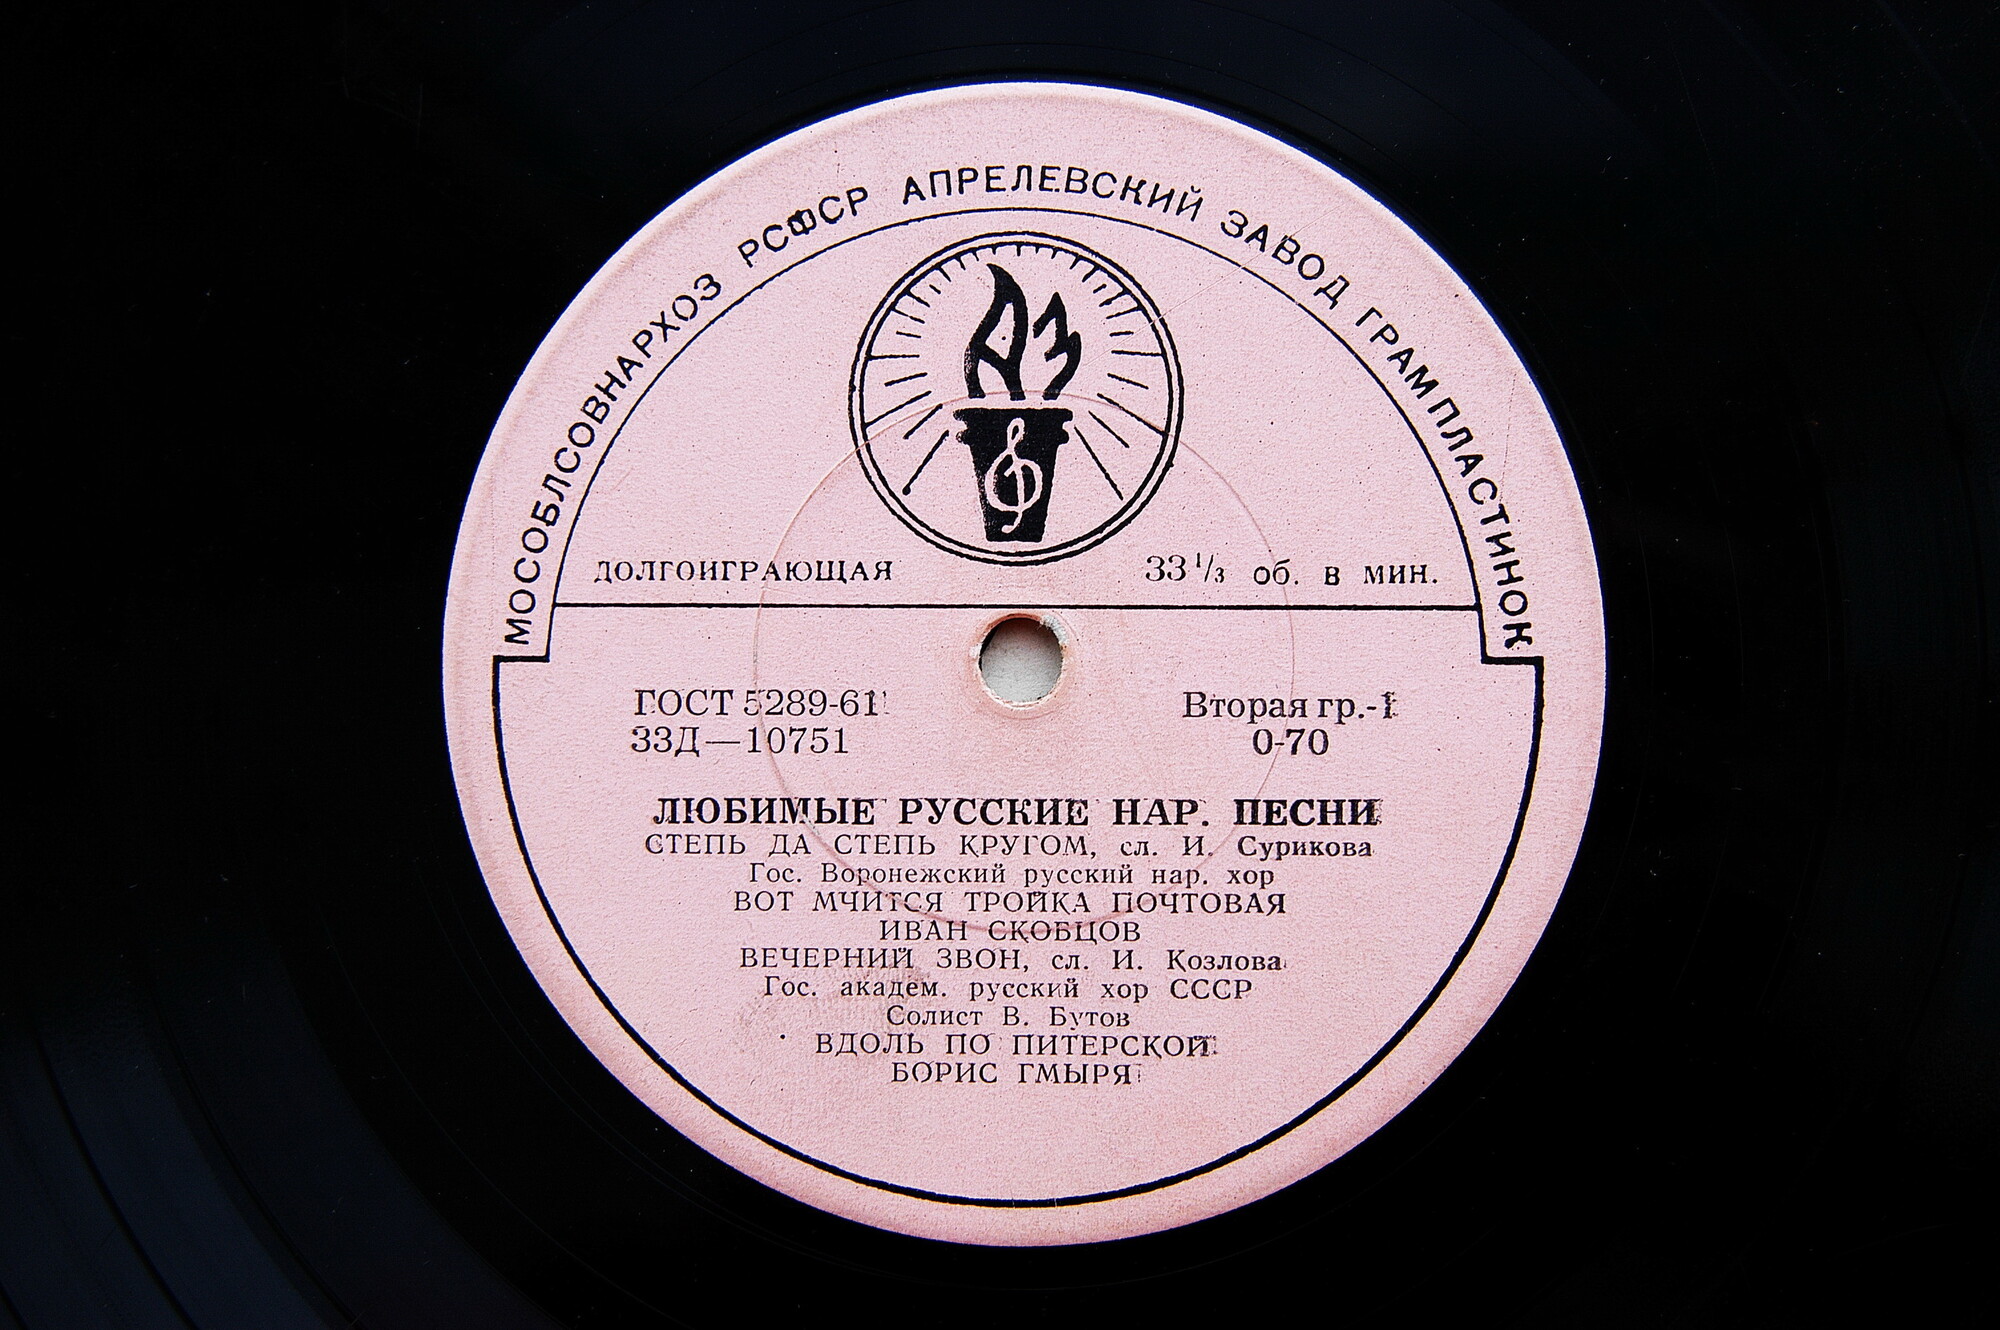 МОСОБЛСОВНАРХОЗ РСФСР АПРЕЛЕВСКИЙ ЗАВОД ГРАМПЛАСТИНОК
АЗ
ДОЛГОИГРАЮЩАЯ 33 1/3 об. в мин.
ГОСТ 5289-61 Вторая гр.-1
33Д—10751 0-70
ЛЮБИМЫЕ РУССКИЕ НАР. ПЕСНИ
СТЕПЬ ДА СТЕПЬ КРУГОМ, сл. И. Сурикова
Гос. Воронежский русский нар. хор
ВОТ МЧИТСЯ ТРОЙКА ПОЧТОВАЯ
ИВАН СКОБЦОВ
ВЕЧЕРНИЙ ЗВОН, сл. И. Козлова
Гос. академ. русский хор СССР
Солист В. Бутов
ВДОЛЬ ПО ПИТЕРСКОЙ
БОРИС ГМЫРЯ